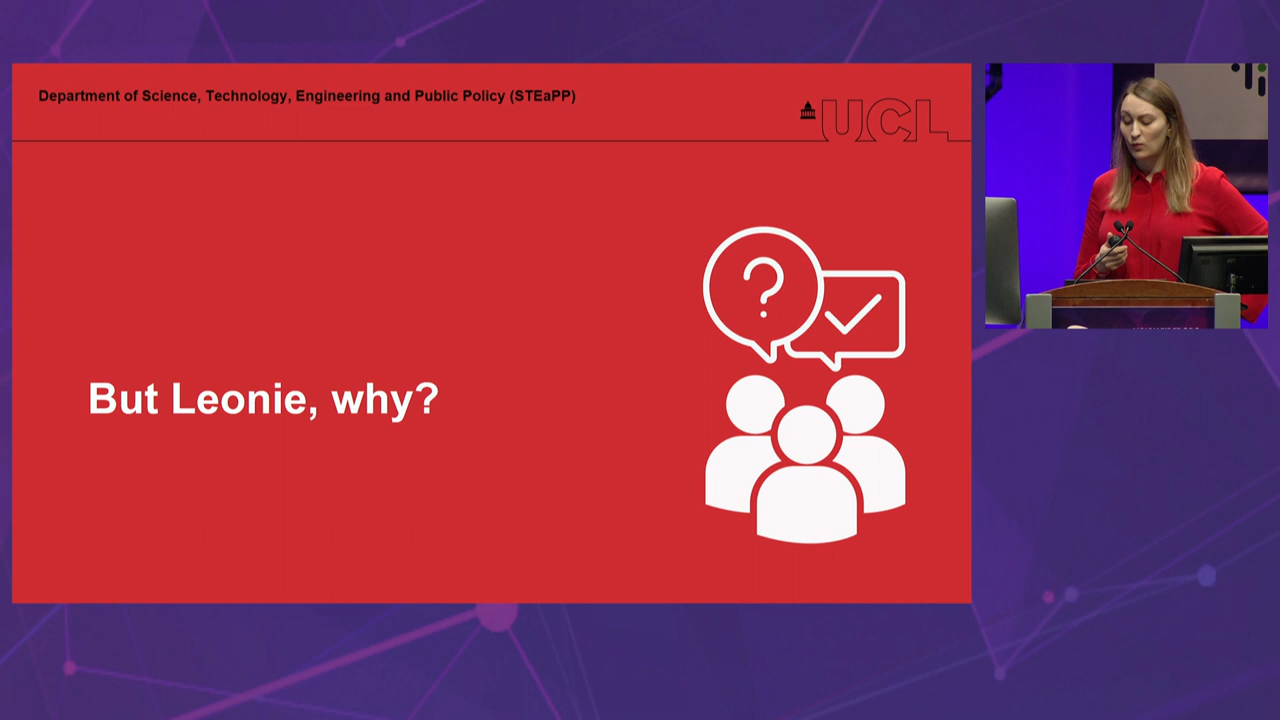 Department of Science, Technology, Engineering and Public Policy (STEaPP)
UCL
But Leonie, why?